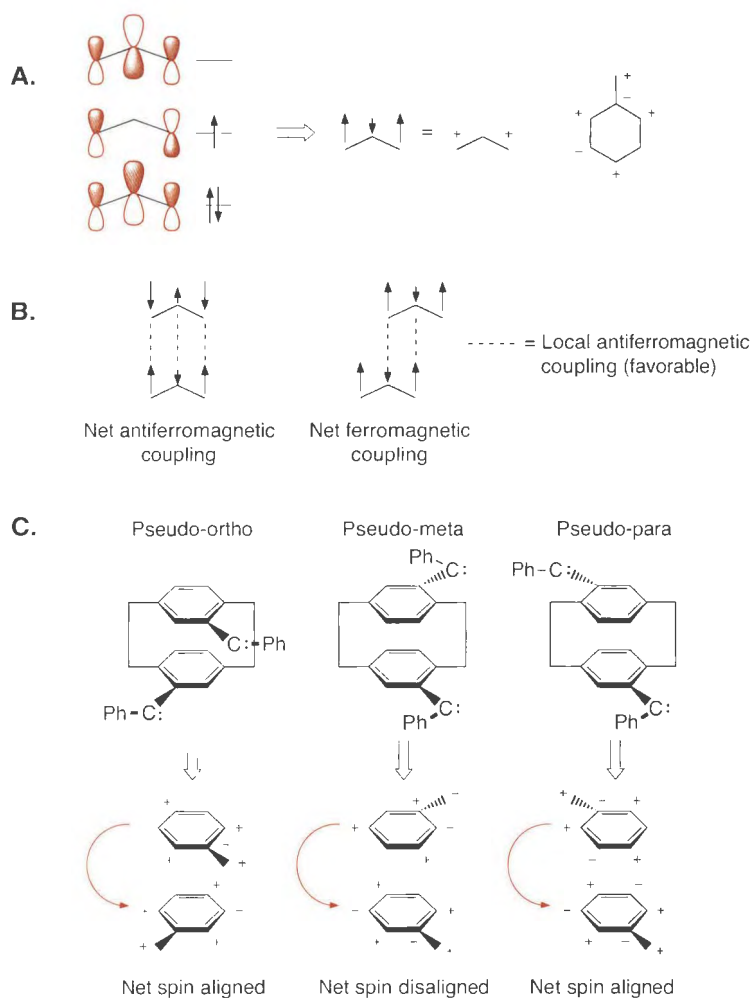 A.
+
−
+ +
− +
= + +
B.
----- = Local antiferromagnetic
coupling (favorable)
Net antiferromagnetic
coupling
Net ferromagnetic
coupling
C.
Pseudo-ortho Pseudo-meta Pseudo-para
Ph C: Ph–C:
C:–Ph
Ph–C: Ph C: Ph C:
Net spin aligned Net spin disaligned Net spin aligned